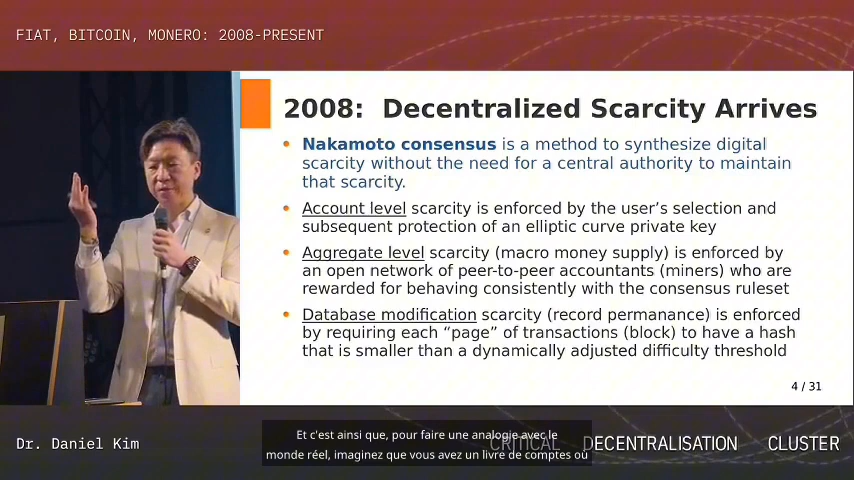 FIAT, BITCOIN, MONERO: 2008-PRESENT
2008: Decentralized Scarcity Arrives
Nakamoto consensus is a method to synthesize digital
scarcity without the need for a central authority to maintain
that scarcity.
Account level scarcity is enforced by the user's selection and
subsequent protection of an elliptic curve private key
Aggregate level scarcity (macro money supply) is enforced by
an open network of peer-to-peer accountants (miners) who are
rewarded for behaving consistently with the consensus ruleset
Database modification scarcity (record permanance) is enforced
by requiring each “page” of transactions (block) to have a hash
that is smaller than a dynamically adjusted difficulty threshold
4 / 31
Dr. Daniel Kim
CRITICAL DECENTRALISATION CLUSTER
Et c'est ainsi que, pour faire une analogie avec le
monde réel, imaginez que vous avez un livre de comptes où